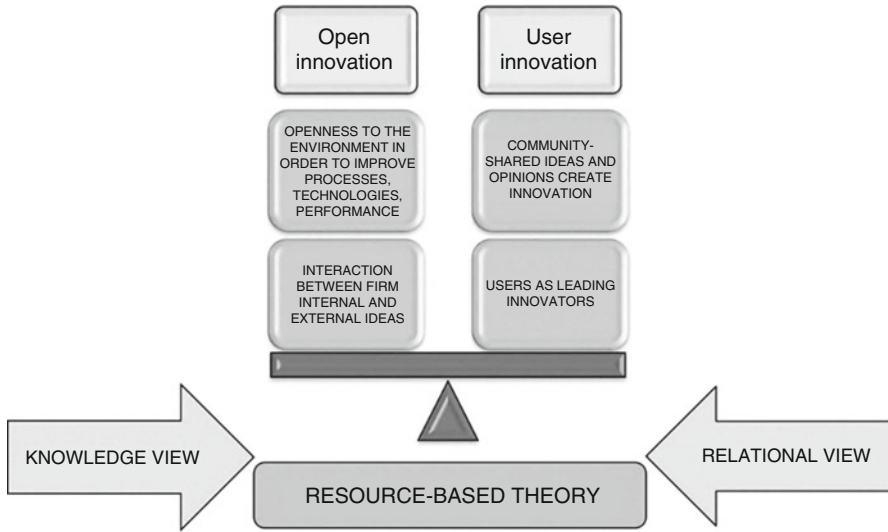 Open
innovation
User
innovation
OPENNESS TO THE
ENVIRONMENT IN
ORDER TO IMPROVE
PROCESSES,
TECHNOLOGIES,
PERFORMANCE
COMMUNITY-
SHARED IDEAS AND
OPINIONS CREATE
INNOVATION
INTERACTION
BETWEEN FIRM
INTERNAL AND
EXTERNAL IDEAS
USERS AS LEADING
INNOVATORS
KNOWLEDGE VIEW
RELATIONAL VIEW
RESOURCE-BASED THEORY